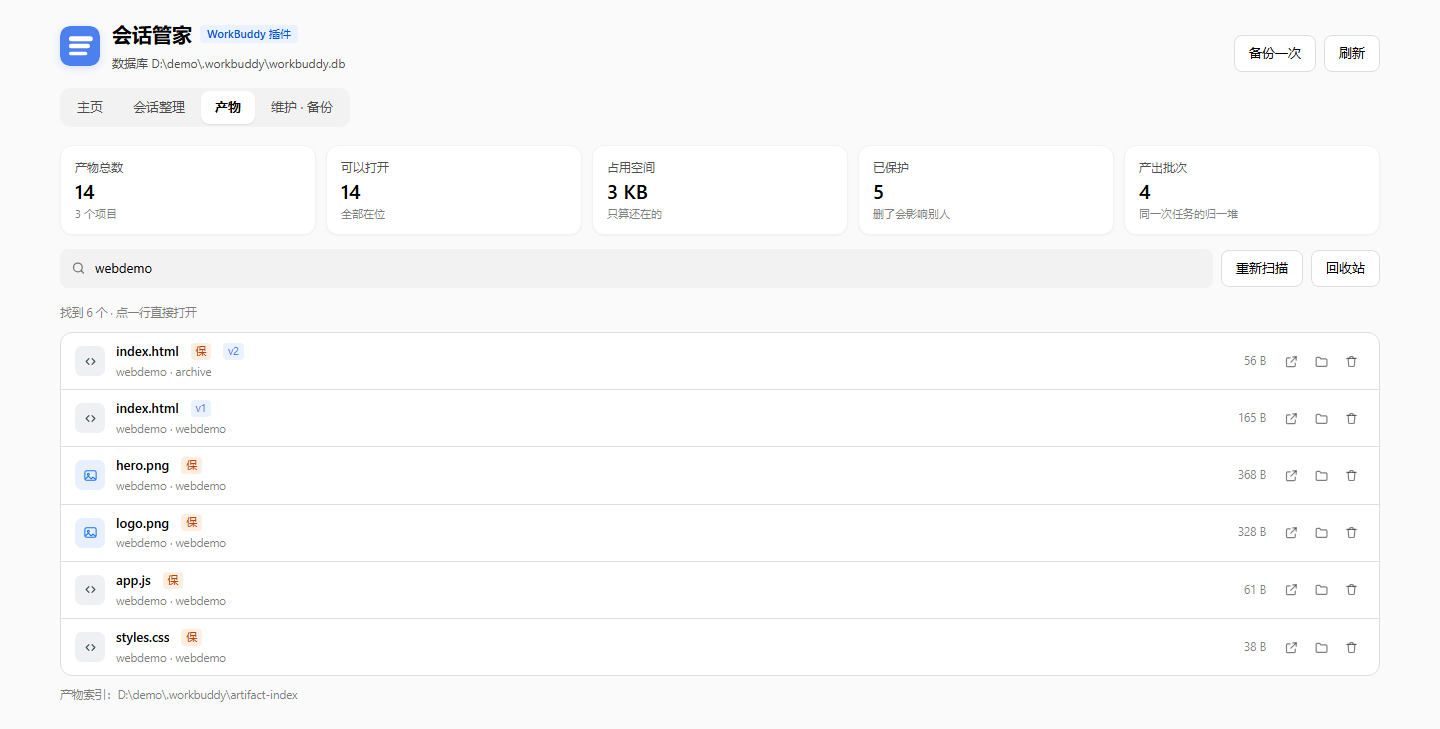 会话管家 WorkBuddy 插件
数据库 D:\demo\.workbuddy\workbuddy.db
备份一次 刷新
主页 会话整理 产物 维护 · 备份
产物总数
14
3 个项目
可以打开
14
全部在位
占用空间
3 KB
只算还在的
已保护
5
删了会影响别人
产出批次
4
同一次任务的归一堆
webdemo
重新扫描 回收站
找到 6 个 · 点一行直接打开
index.html 保 v2
webdemo · archive
56 B
index.html v1
webdemo · webdemo
165 B
hero.png 保
webdemo · webdemo
368 B
logo.png 保
webdemo · webdemo
328 B
app.js 保
webdemo · webdemo
61 B
styles.css 保
webdemo · webdemo
38 B
产物索引: D:\demo\.workbuddy\artifact-index